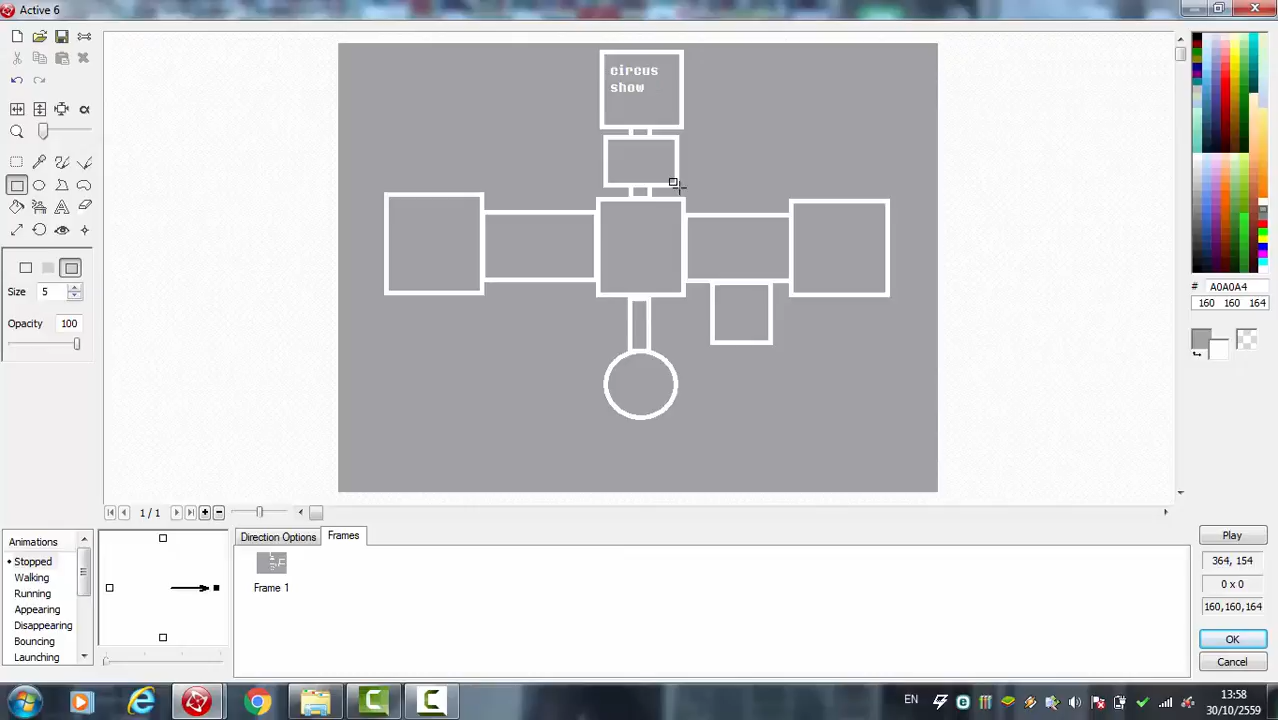 Active 6
circus
show
Size
5
Opacity
100
#
A0A0A4
160 160 164
1 / 1
Animations
Stopped
Walking
Running
Appearing
Disappearing
Bouncing
Launching
Direction Options
Frames
Frame 1
Play
364, 154
0 x 0
160,160,164
OK
Cancel
EN
13:58
30/10/2559